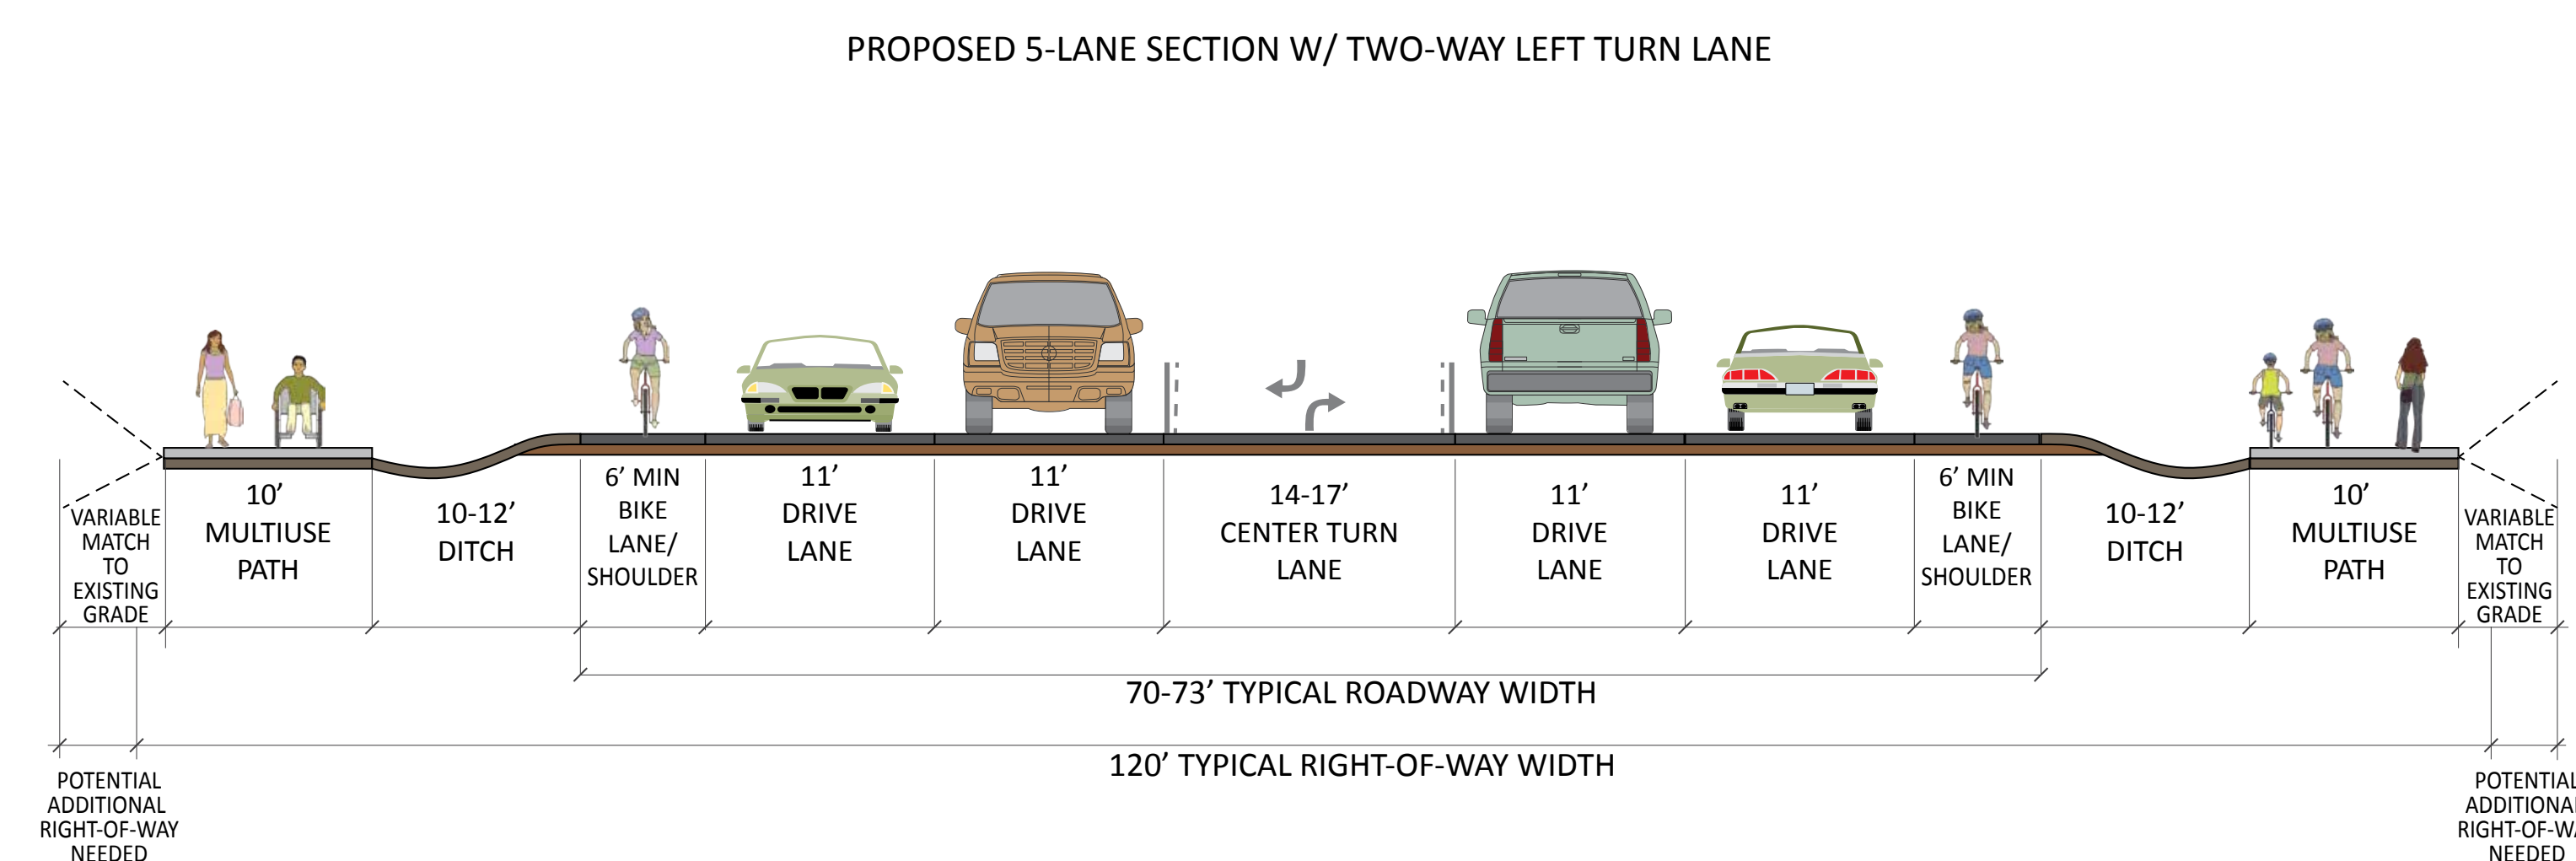 PROPOSED 5-LANE SECTION W/ TWO-WAY LEFT TURN LANE
VARIABLE
MATCH
TO
EXISTING
GRADE
10’
MULTIUSE
PATH
10-12’
DITCH
6’ MIN
BIKE
LANE/
SHOULDER
11’
DRIVE
LANE
11’
DRIVE
LANE
14-17’
CENTER TURN
LANE
11’
DRIVE
LANE
11’
DRIVE
LANE
6’ MIN
BIKE
LANE/
SHOULDER
10-12’
DITCH
10’
MULTIUSE
PATH
VARIABLE
MATCH
TO
EXISTING
GRADE
70-73’ TYPICAL ROADWAY WIDTH
120’ TYPICAL RIGHT-OF-WAY WIDTH
POTENTIAL
ADDITIONAL
RIGHT-OF-WAY
NEEDED
POTENTIAL
ADDITIONAL
RIGHT-OF-WA
NEEDED